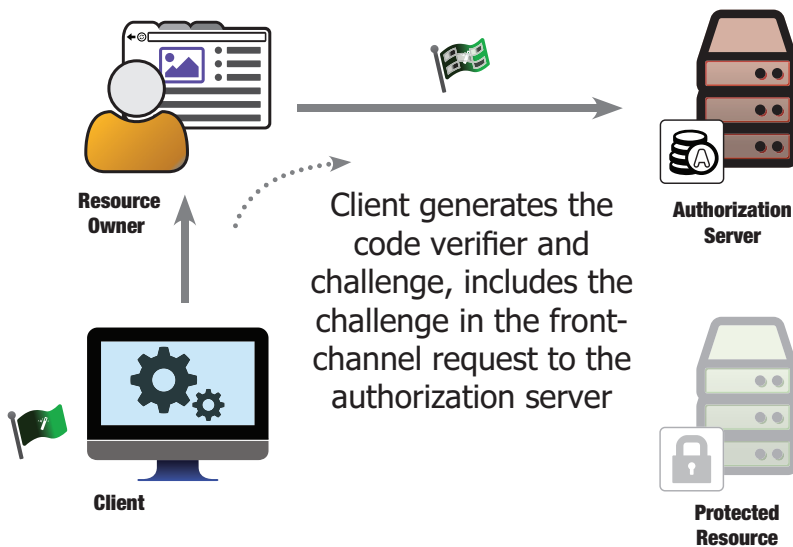 Resource
Owner
Client generates the
code verifier and
challenge, includes the
challenge in the front-
channel request to the
authorization server
A
Authorization
Server
Client
Protected
Resource